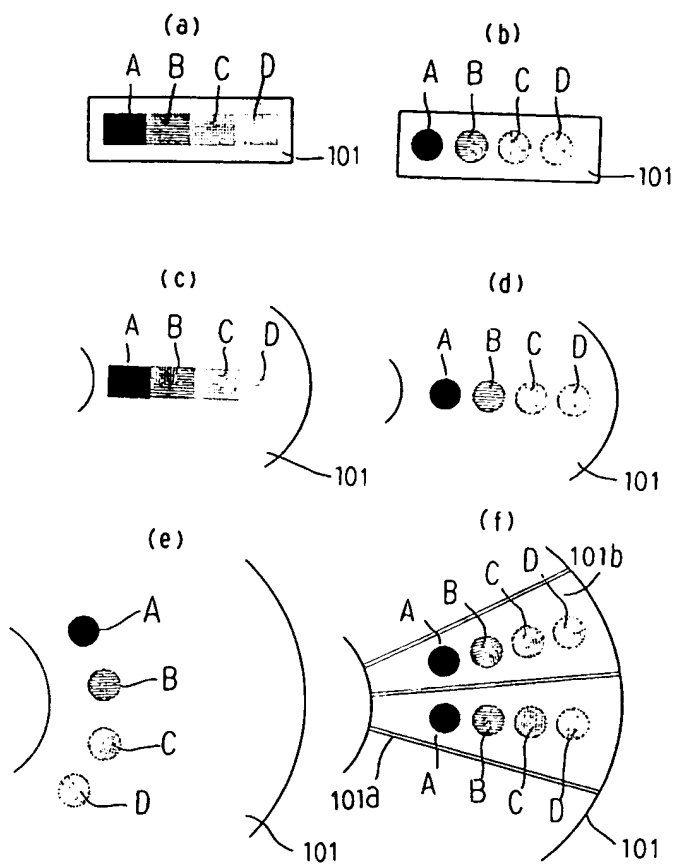 (a)
A B C D
101
(b)
A B C D
101
(c)
A B C D
101
(d)
A B C D
101
(e)
A
B
C
D
101
(f)
A B C D 101b
A B C D
101a
101